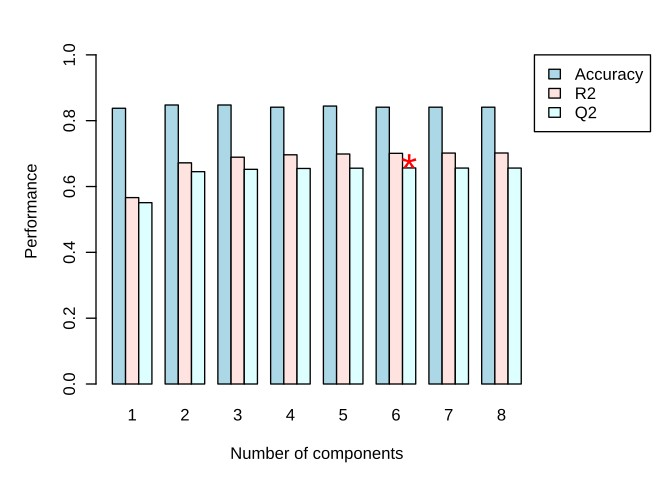 Accuracy
R2
Q2
Performance
1.0
0.8
0.6
0.4
0.2
0.0
*
1 2 3 4 5 6 7 8
Number of components